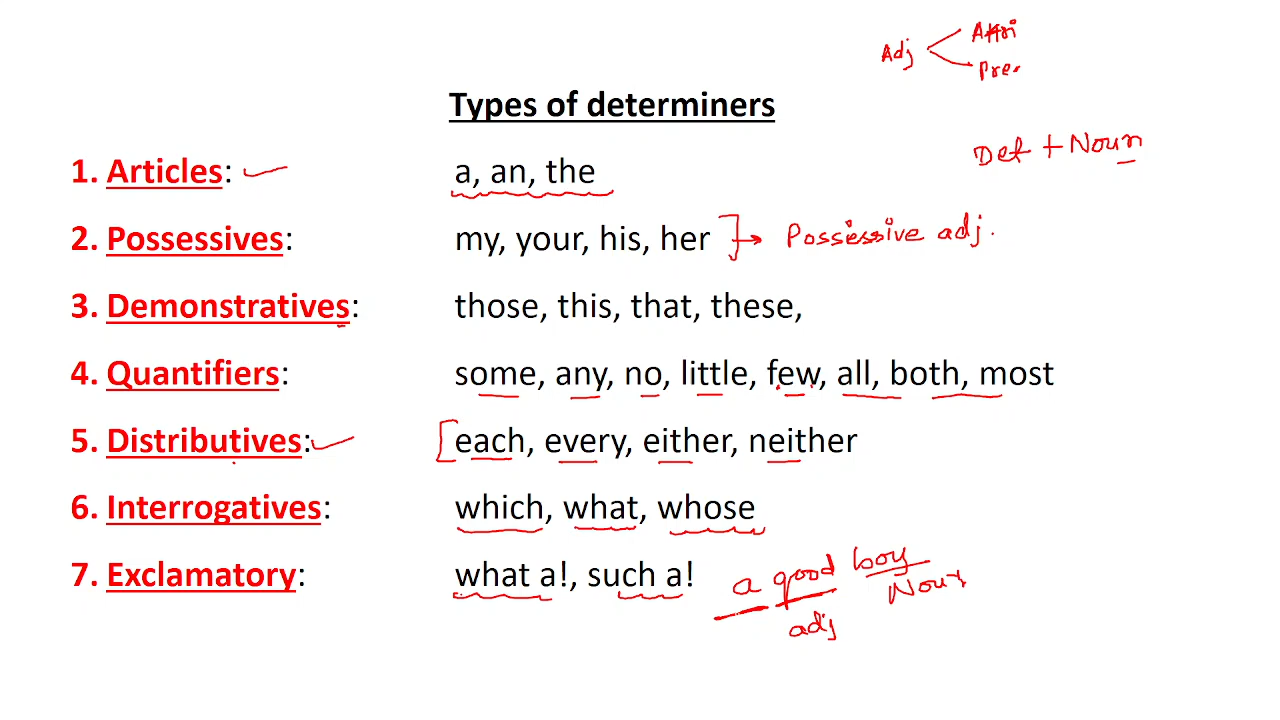 Attri
Adj
Pre
Types of determiners
Det + Noun
1. Articles: a, an, the
2. Possessives: my, your, his, her → Possessive adj.
3. Demonstratives: those, this, that, these,
4. Quantifiers: some, any, no, little, few, all, both, most
5. Distributives: each, every, either, neither
6. Interrogatives: which, what, whose
7. Exclamatory: what a!, such a! a good boy
adj Noun